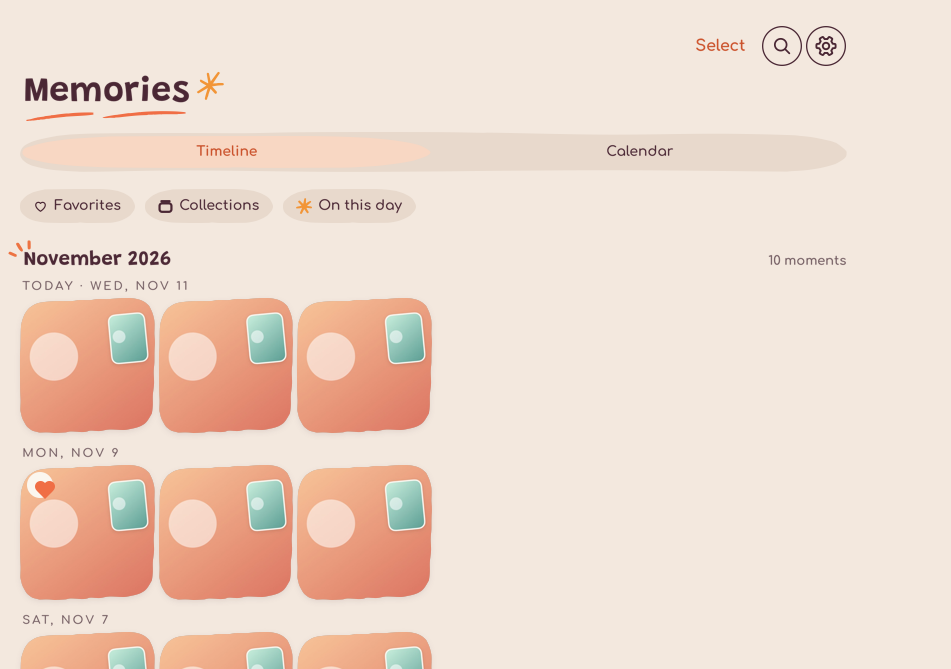 Select
Memories
Timeline
Calendar
Favorites
Collections
On this day
November 2026
10 moments
TODAY · WED, NOV 11
MON, NOV 9
SAT, NOV 7